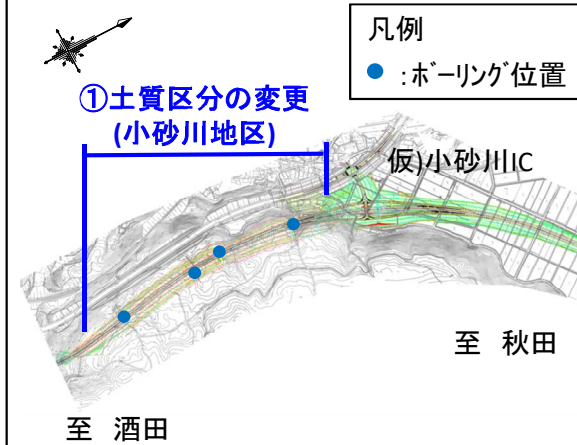 凡例
● :ﾎﾞｰﾘﾝｸﾞ位置
①土質区分の変更
(小砂川地区)
仮)小砂川IC
至 秋田
至 酒田